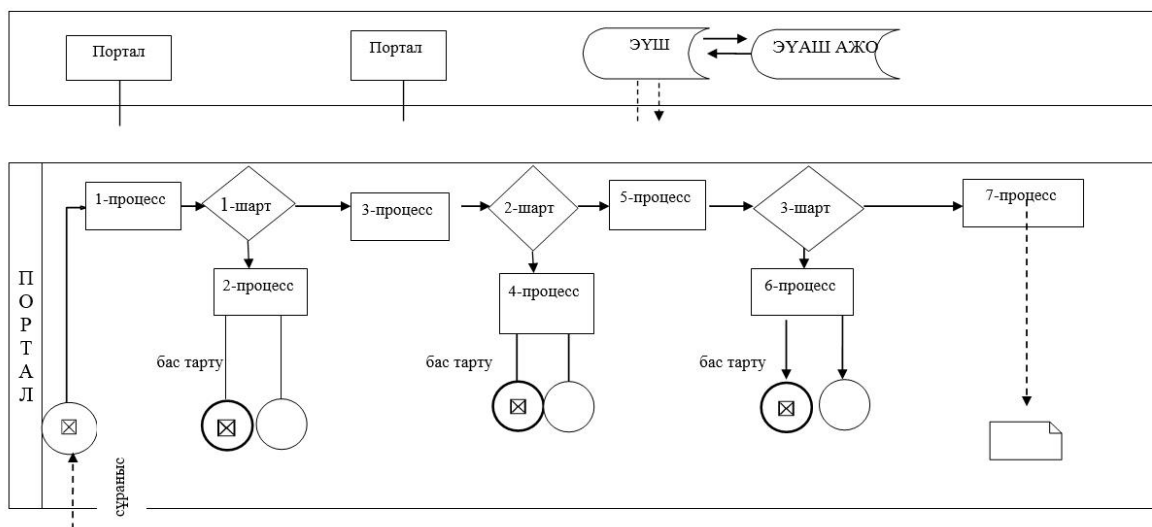 Портал
Портал
ЭҮШ
ЭҮАШ АЖО
ПОРТАЛ
1-процесс
1-шарт
3-процесс
2-шарт
5-процесс
3-шарт
7-процесс
2-процесс
4-процесс
6-процесс
бас тарту
бас тарту
бас тарту
сұраныс